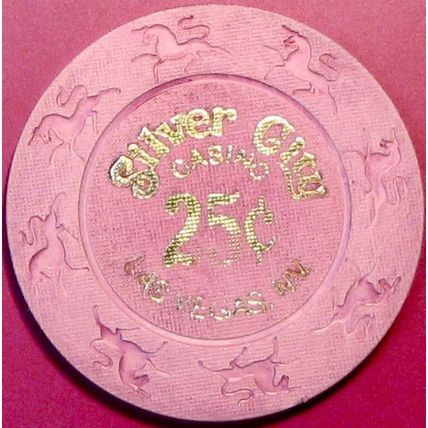 Silver City
CASINO
25¢
LAS VEGAS, NV.